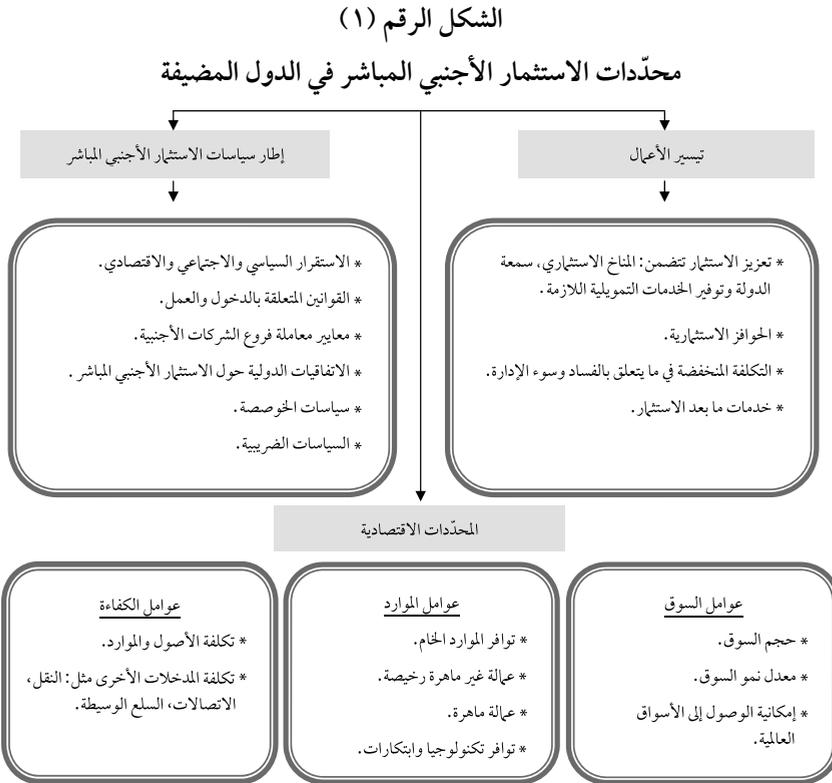 الشكل الرقم (١)
محدّدات الاستثمار الأجنبي المباشر في الدول المضيفة
تيسير الأعمال
إطار سياسات الاستثمار الأجنبي المباشر
* تعزيز الاستثمار تتضمن: المناخ الاستثماري، سمعة
الدولة وتوفير الخدمات التمويلية اللازمة.
* الحوافز الاستثمارية.
* التكلفة المنخفضة في ما يتعلق بالفساد وسوء الإدارة.
* خدمات ما بعد الاستثمار.
* الاستقرار السياسي والاجتماعي والاقتصادي.
* القوانين المتعلقة بالدخول والعمل.
* معايير معاملة فروع الشركات الأجنبية.
* الاتفاقيات الدولية حول الاستثمار الأجنبي المباشر.
* سياسات الخوصصة.
* السياسات الضريبية.
المحدّدات الاقتصادية
عوامل السوق
* حجم السوق.
* معدل نمو السوق.
* إمكانية الوصول إلى الأسواق
العالمية.
عوامل الموارد
* توافر الموارد الخام.
* عمالة غير ماهرة رخيصة.
* عمالة ماهرة.
* توافر تكنولوجيا وابتكارات.
عوامل الكفاءة
* تكلفة الأصول والموارد.
* تكلفة المدخلات الأخرى مثل: النقل،
الاتصالات، السلع الوسيطة.